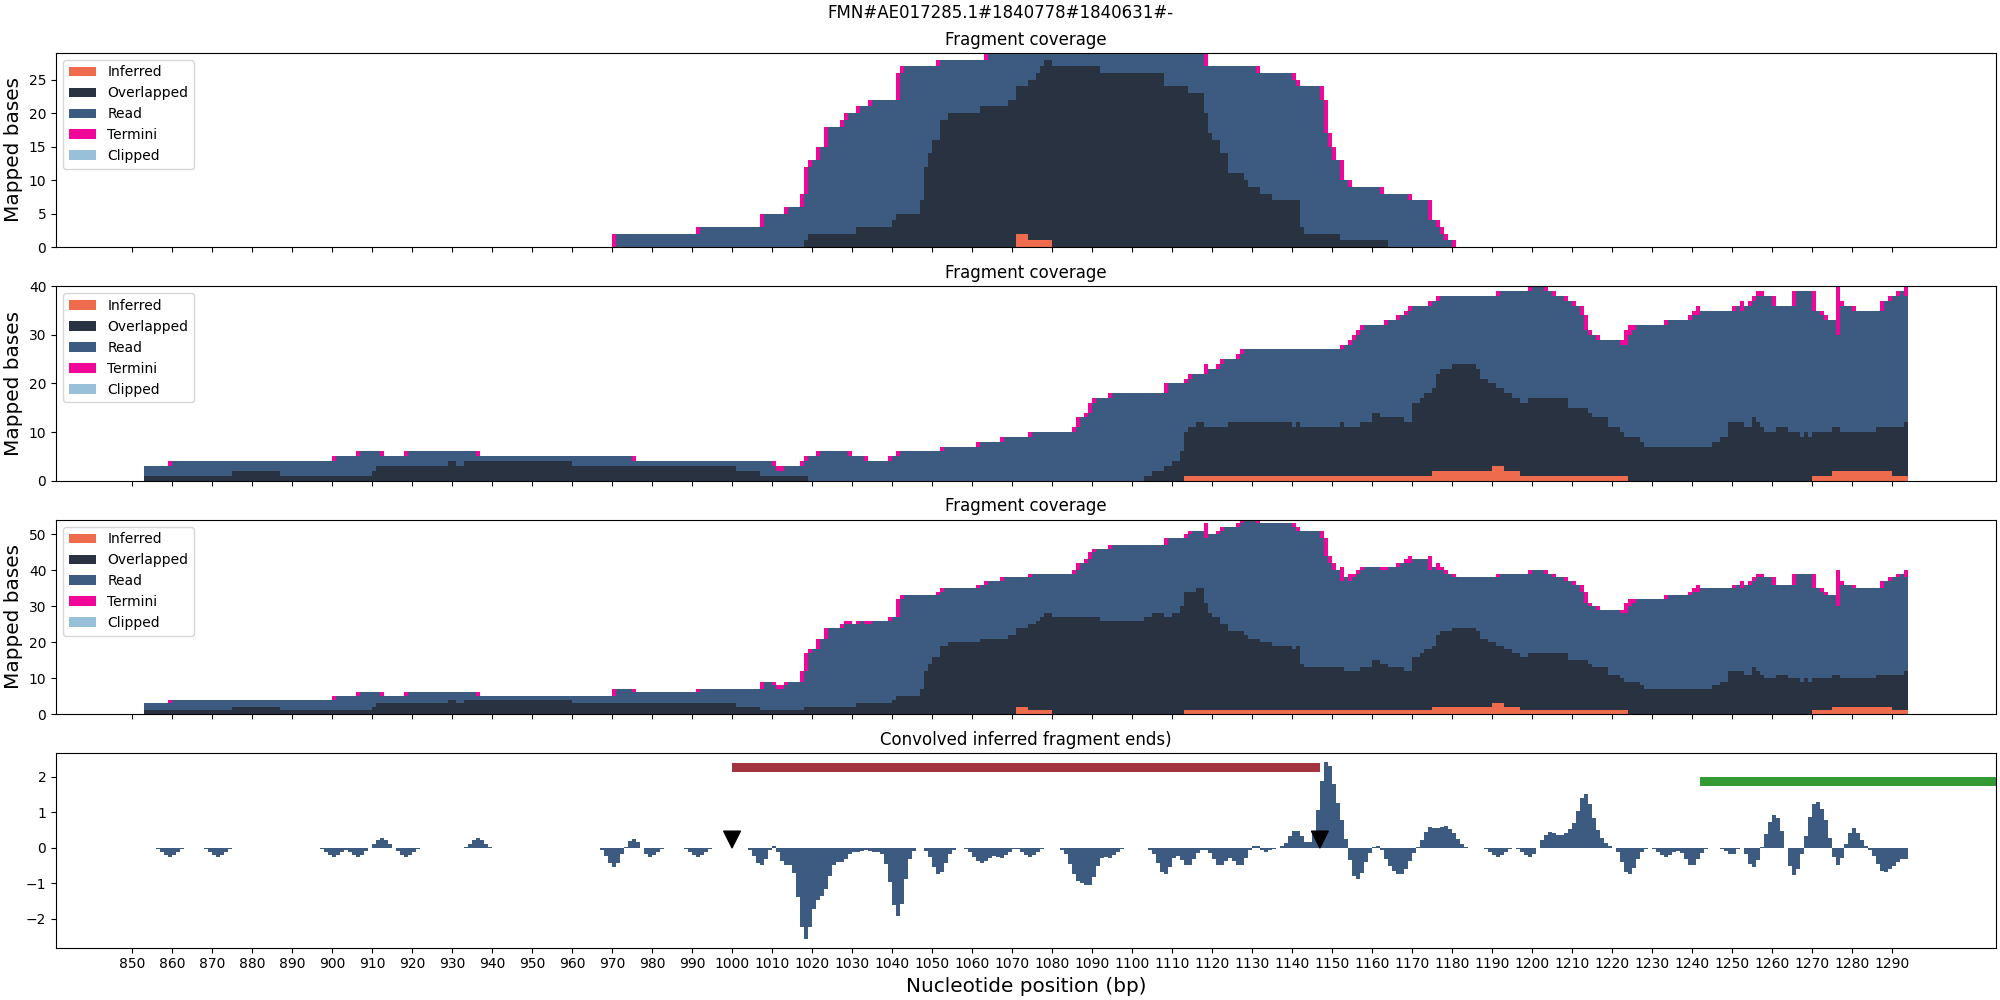 FMN#AE017285.1#1840778#1840631#-
Fragment coverage
Mapped bases
25
20
15
10
5
0
Inferred
Overlapped
Read
Termini
Clipped
Fragment coverage
Mapped bases
40
30
20
10
0
Inferred
Overlapped
Read
Termini
Clipped
Fragment coverage
Mapped bases
50
40
30
20
10
0
Inferred
Overlapped
Read
Termini
Clipped
Convolved inferred fragment ends)
2
1
0
−1
−2
850 860 870 880 890 900 910 920 930 940 950 960 970 980 990 1000 1010 1020 1030 1040 1050 1060 1070 1080 1090 1100 1110 1120 1130 1140 1150 1160 1170 1180 1190 1200 1210 1220 1230 1240 1250 1260 1270 1280 1290
Nucleotide position (bp)